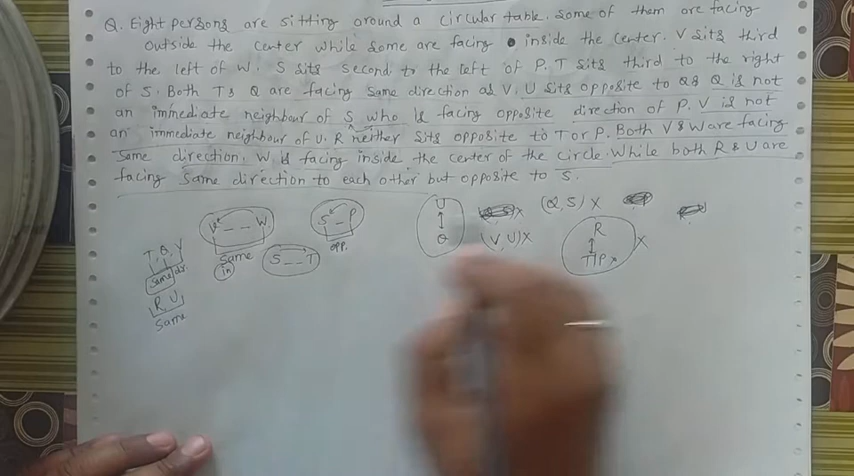 Q. Eight persons are sitting around a circular table. Some of them are facing
outside the center while some are facing inside the center. V sits third
to the left of W. S sits second to the left of P. T sits third to the right
of S. Both T & Q are facing same direction as V. U sits opposite to Q & Q is not
an immediate neighbour of S who is facing opposite direction of P. V is not
an immediate neighbour of U. R neither sits opposite to T or P. Both V & W are facing
same direction. W is facing inside the center of the circle. While both R & U are
facing same direction to each other but opposite to S.
V _ _ W
same
in
S _ P
opp.
S _ _ T
T, Q, V
same dir.
R U
same
U
Q
X
(Q, S) X
(V, U) X
R
T/P
X